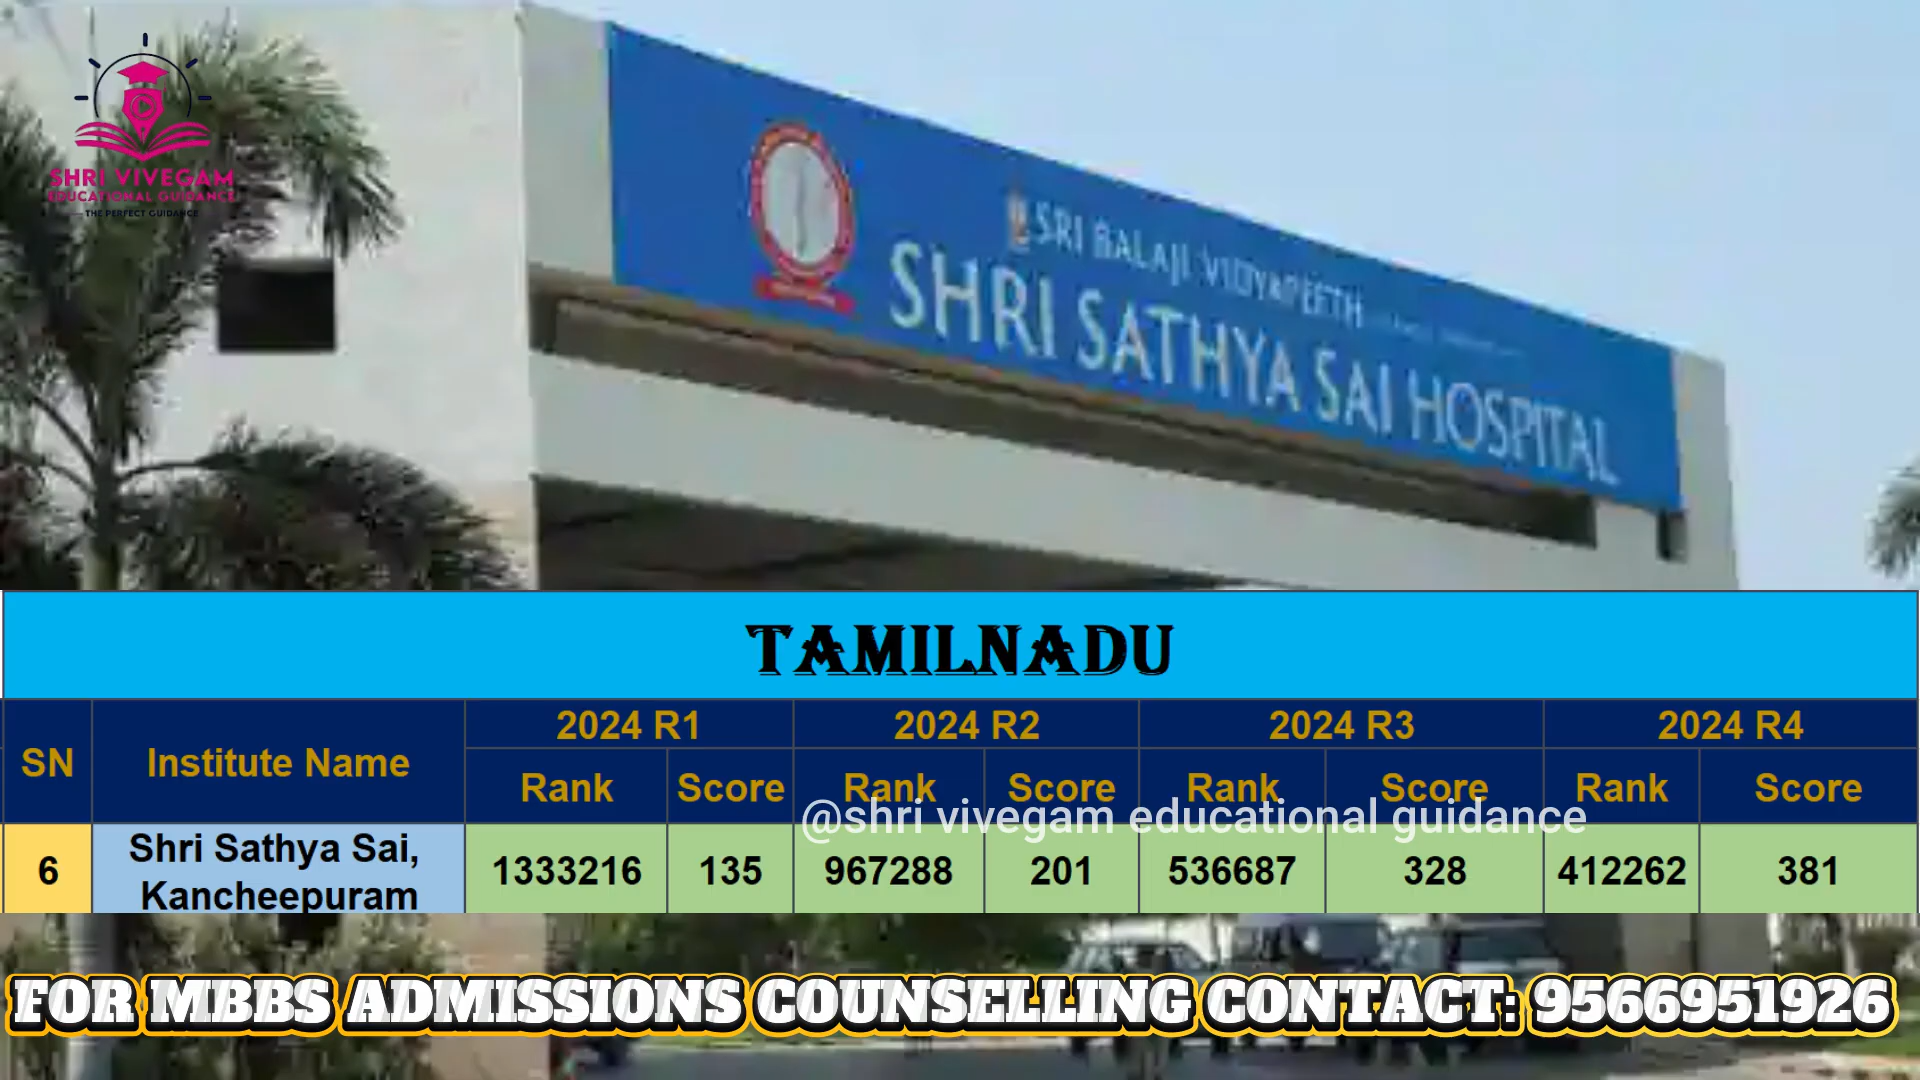 SHRI VIVEGAM
EDUCATIONAL GUIDANCE
THE PERFECT GUIDANCE
SRI BALAJI VIDYAPEETH
SHRI SATHYA SAI HOSPITAL
TAMILNADU
SN Institute Name 2024 R1 2024 R2 2024 R3 2024 R4
Rank Score Rank Score Rank Score Rank Score
@shri vivegam educational guidance
6 Shri Sathya Sai, Kancheepuram 1333216 135 967288 201 536687 328 412262 381
FOR MBBS ADMISSIONS COUNSELLING CONTACT: 9566951926